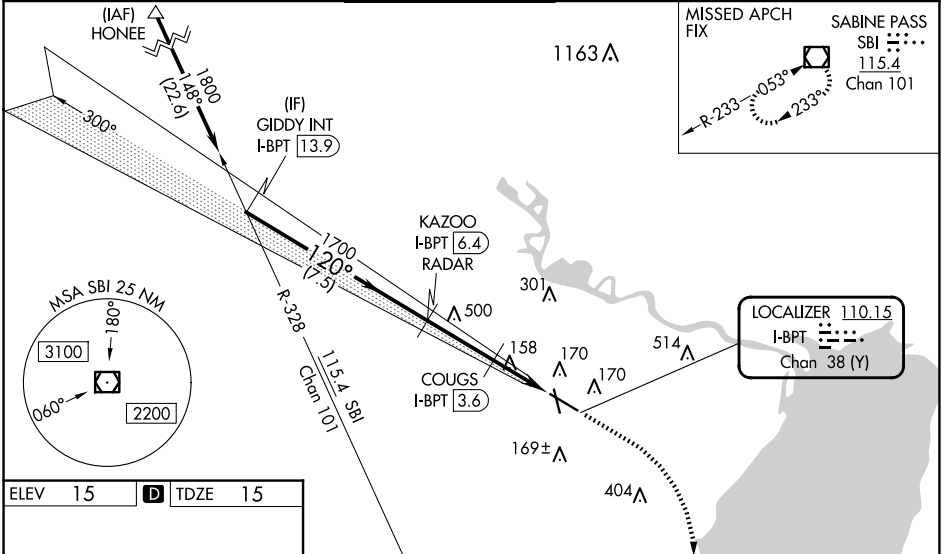 (IAF)
HONEE
1800
148°
(22.6)
300°
(IF)
GIDDY INT
I-BPT 13.9
1163
MISSED APCH
FIX
SABINE PASS
SBI
115.4
Chan 101
053°
233°
R-233
KAZOO
I-BPT 6.4
RADAR
1700
120°
(7.5)
R-328
115.4 SBI
Chan 101
500
301
158
170
170
514
COUGS
I-BPT 3.6
169±
404
LOCALIZER 110.15
I-BPT
Chan 38 (Y)
MSA SBI 25 NM
180°
3100
060°
2200
ELEV 15 D TDZE 15